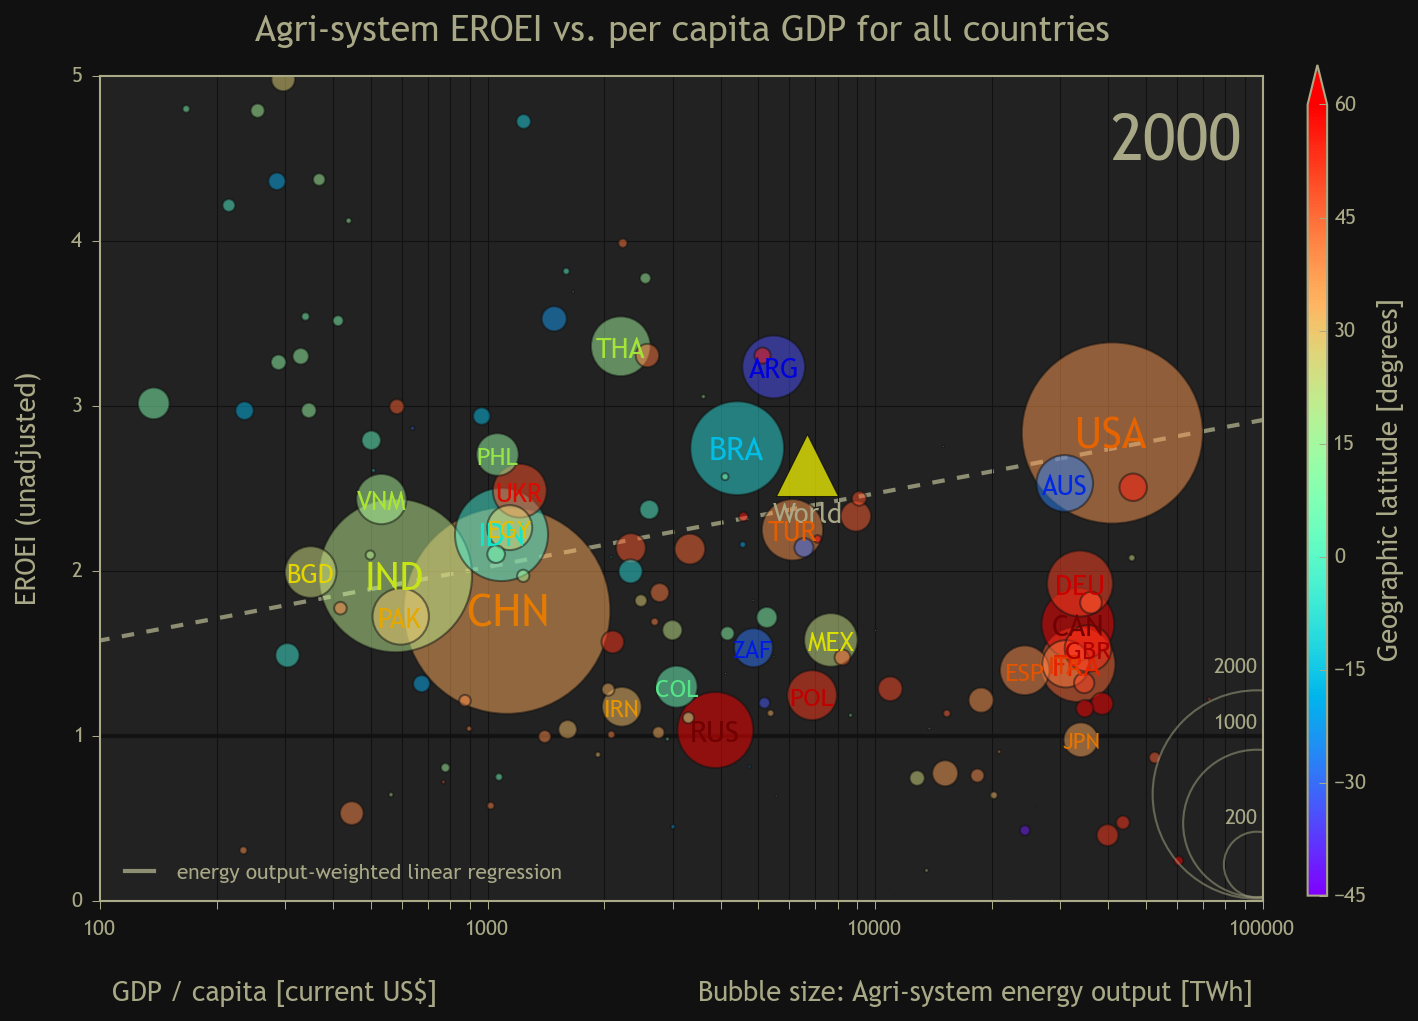 Agri-system EROEI vs. per capita GDP for all countries
2000
5
4
3
2
1
0
EROEI (unadjusted)
THA
ARG
BRA
USA
AUS
World
PHL
UKR
VNM
IDN
EGY
TUR
BGD
IND
PAK
CHN
DEU
CAN
GBR
FRA
ESP
MEX
ZAF
COL
POL
IRN
RUS
JPN
2000
1000
200
energy output-weighted linear regression
100
1000
10000
100000
GDP / capita [current US$]
Bubble size: Agri-system energy output [TWh]
60
45
30
15
0
−15
−30
−45
Geographic latitude [degrees]